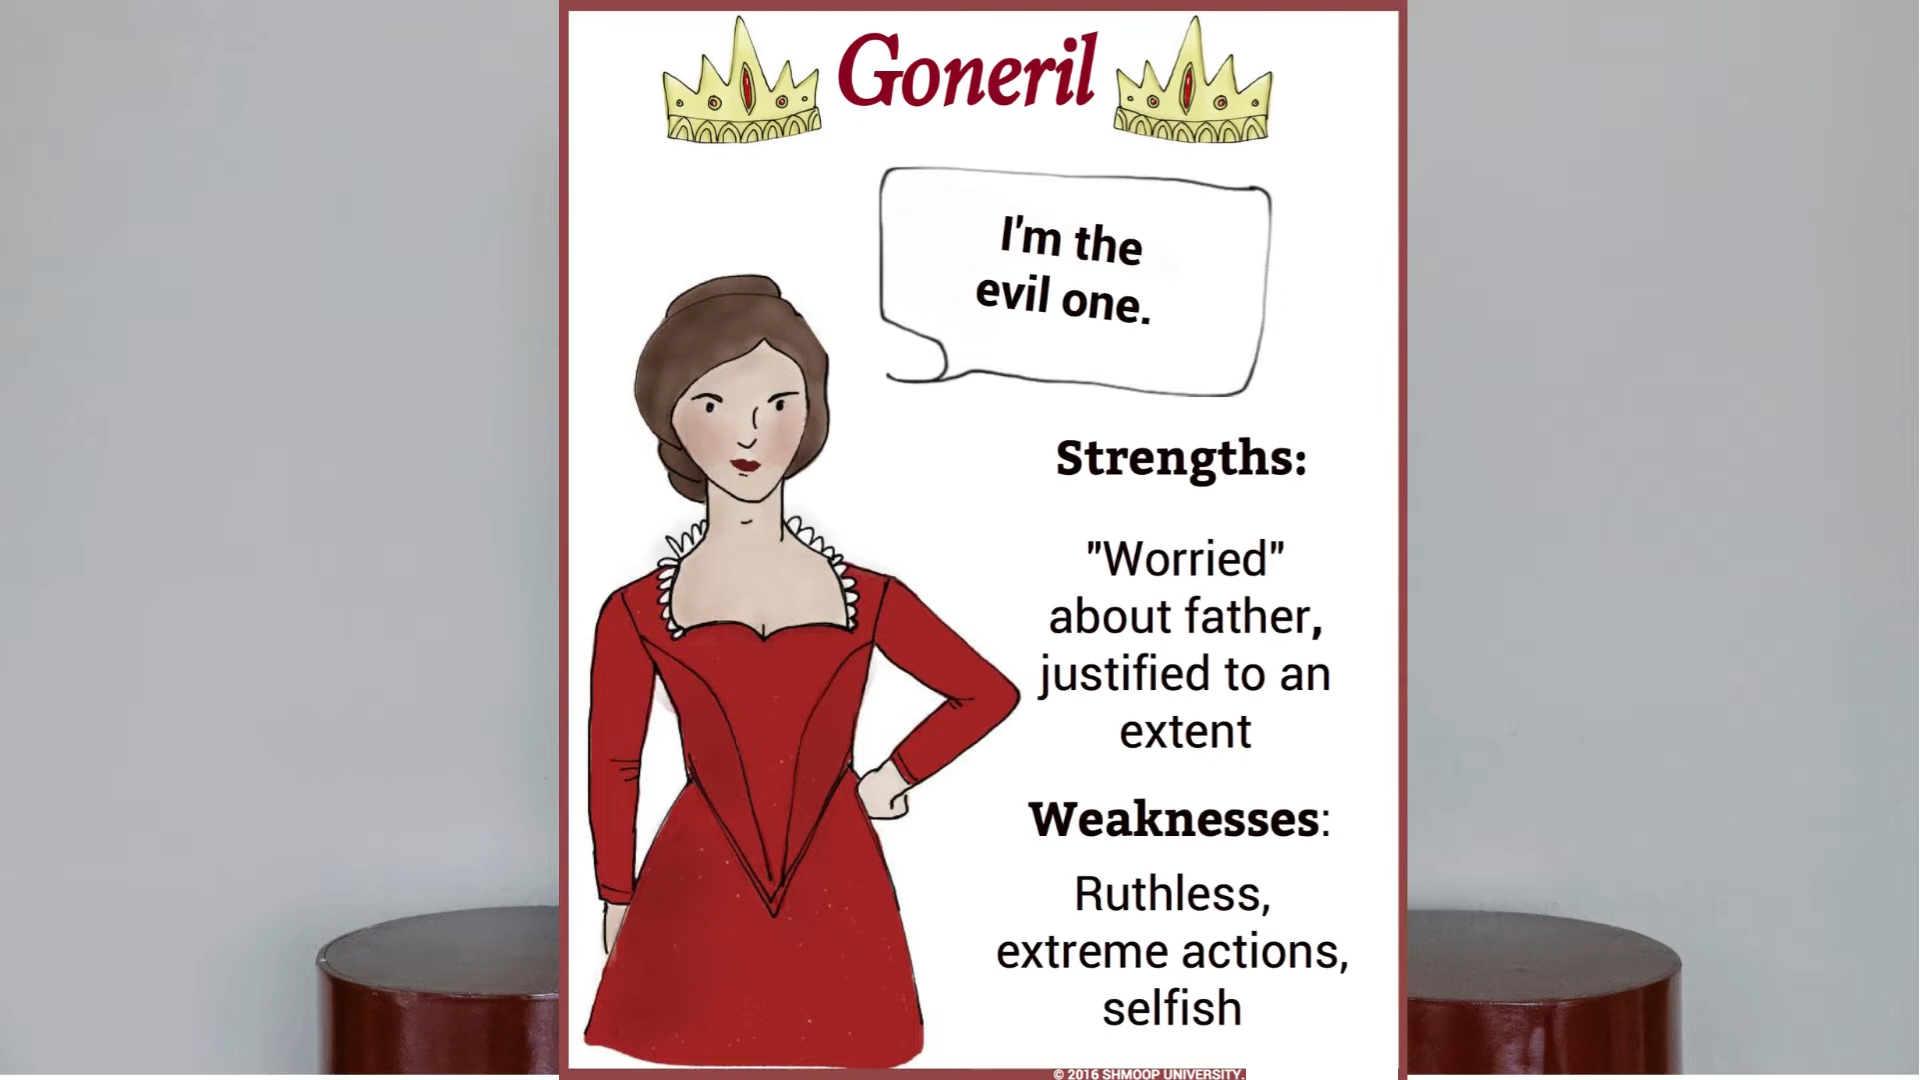 Goneril
I'm the
evil one.
Strengths:
"Worried"
about father,
justified to an
extent
Weaknesses:
Ruthless,
extreme actions,
selfish
© 2016 SHMOOP UNIVERSITY.